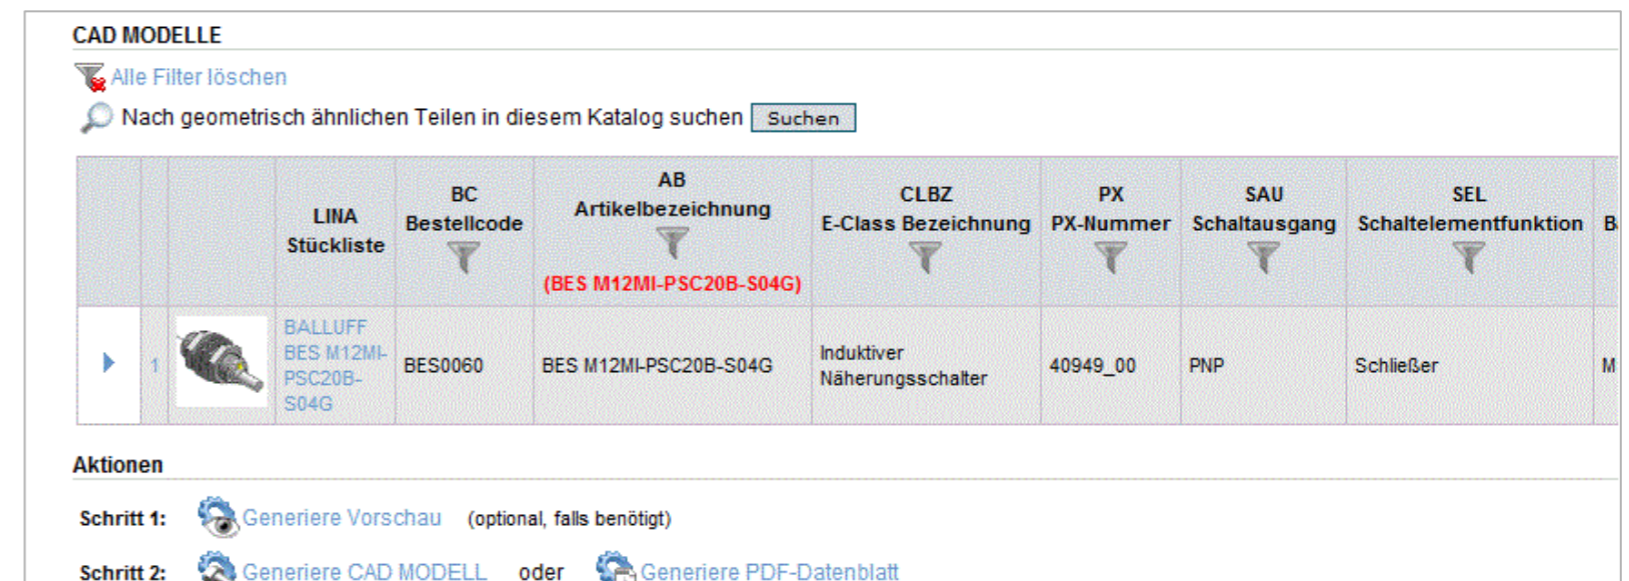 CAD MODELLE
Alle Filter löschen
Nach geometrisch ähnlichen Teilen in diesem Katalog suchen Suchen
LINA
Stückliste
BC
Bestellcode
AB
Artikelbezeichnung
(BES M12MI-PSC20B-S04G)
CLBZ
E-Class Bezeichnung
PX
PX-Nummer
SAU
Schaltausgang
SEL
Schaltelementfunktion
1
BALLUFF
BES M12MI-
PSC20B-
S04G
BES0060
BES M12MI-PSC20B-S04G
Induktiver
Näherungsschalter
40949_00
PNP
Schließer
M
Aktionen
Schritt 1: Generiere Vorschau (optional, falls benötigt)
Schritt 2: Generiere CAD MODELL oder Generiere PDF-Datenblatt